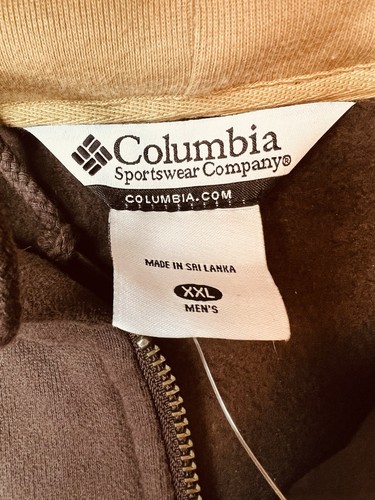 Columbia
Sportswear Company®
COLUMBIA.COM
MADE IN SRI LANKA
XXL
MEN'S